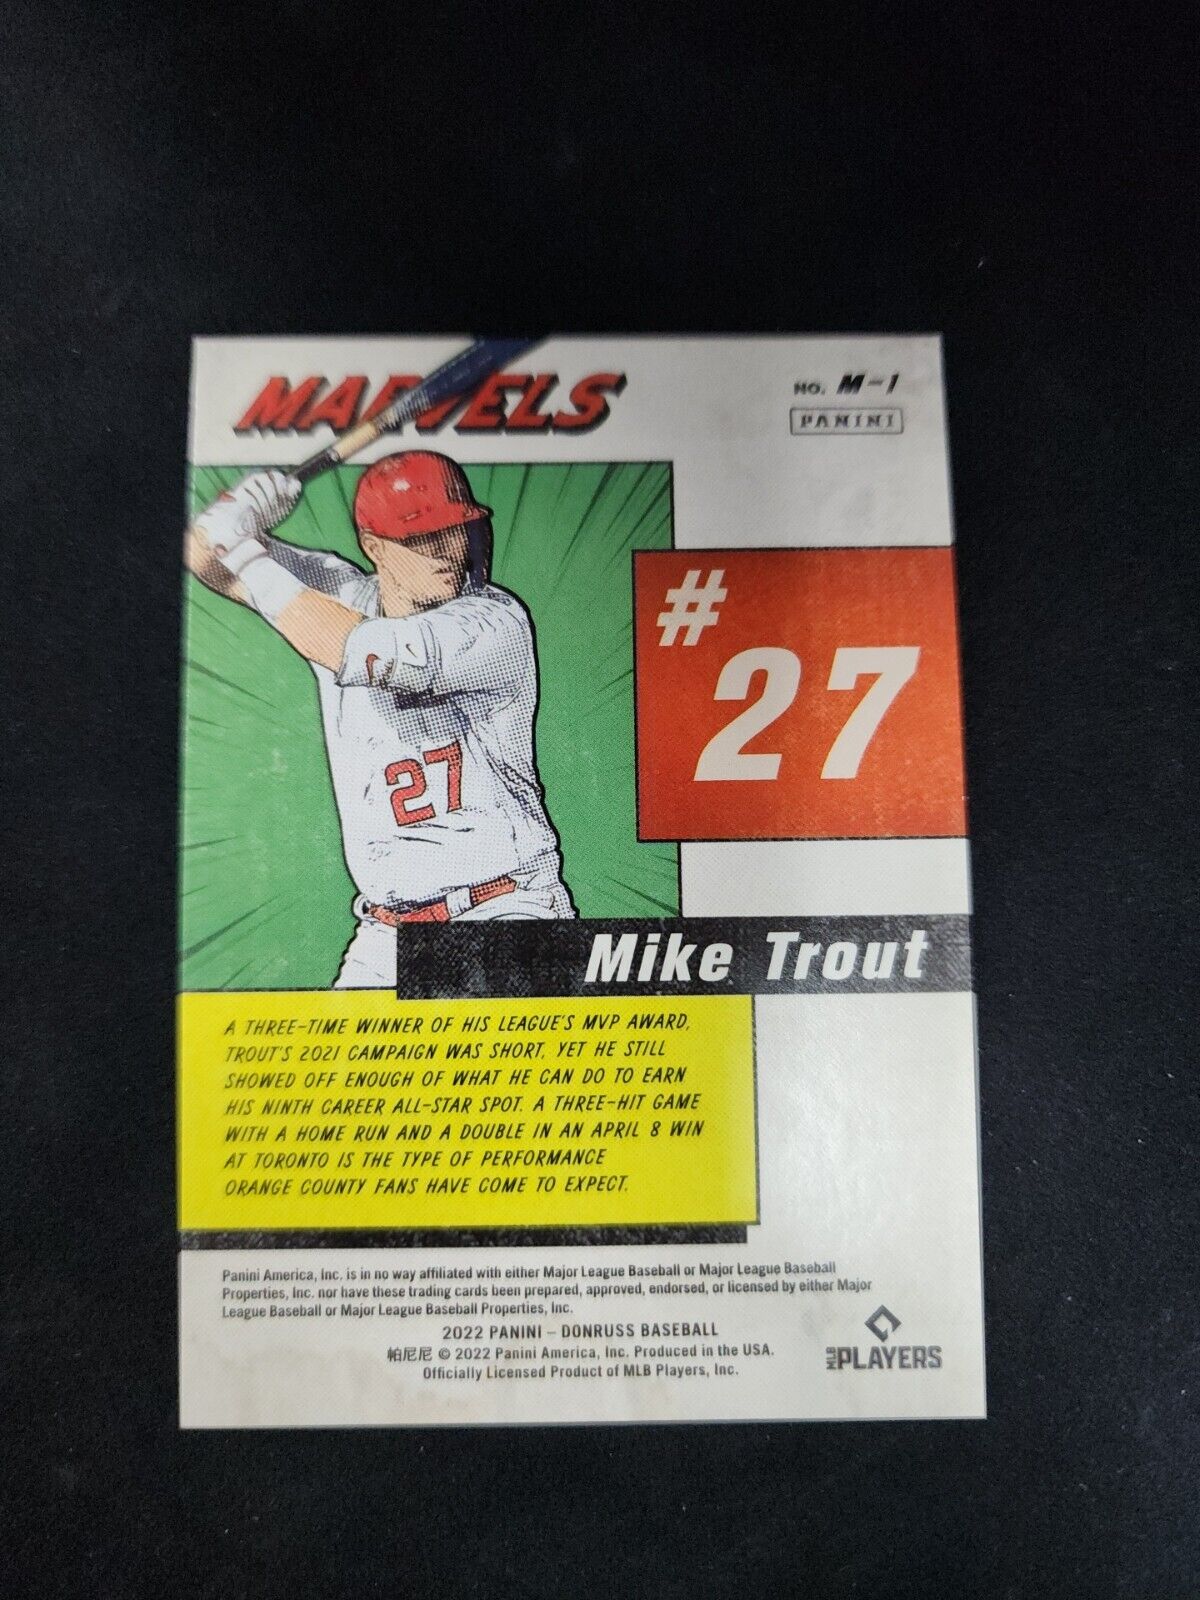 MARVELS
NO. M-1
PANINI
#27
27
Mike Trout
A THREE-TIME WINNER OF HIS LEAGUE'S MVP AWARD,
TROUT'S 2021 CAMPAIGN WAS SHORT, YET HE STILL
SHOWED OFF ENOUGH OF WHAT HE CAN DO TO EARN
HIS NINTH CAREER ALL-STAR SPOT. A THREE-HIT GAME
WITH A HOME RUN AND A DOUBLE IN AN APRIL 8 WIN
AT TORONTO IS THE TYPE OF PERFORMANCE
ORANGE COUNTY FANS HAVE COME TO EXPECT.
Panini America, Inc. is in no way affiliated with either Major League Baseball or Major League Baseball
Properties, Inc. nor have these trading cards been prepared, approved, endorsed, or licensed by either Major
League Baseball or Major League Baseball Properties, Inc.
2022 PANINI – DONRUSS BASEBALL
帕尼尼 © 2022 Panini America, Inc. Produced in the USA.
Officially Licensed Product of MLB Players, Inc.
MLB PLAYERS